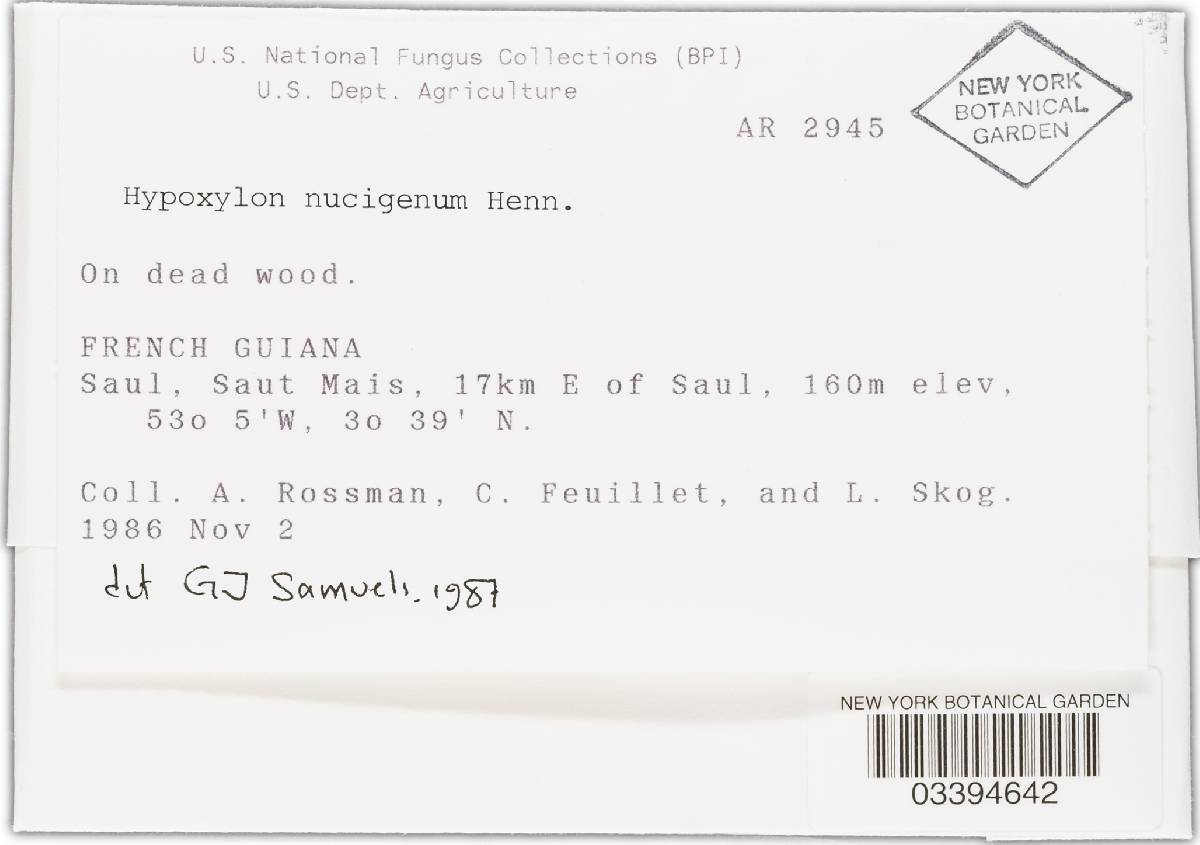 U.S. National Fungus Collections (BPI)
U.S. Dept. Agriculture
AR 2945
NEW YORK
BOTANICAL
GARDEN
Hypoxylon nucigenum Henn.
On dead wood.
FRENCH GUIANA
Saul, Saut Mais, 17km E of Saul, 160m elev,
53o 5'W, 3o 39' N.
Coll. A. Rossman, C. Feuillet, and L. Skog.
1986 Nov 2
det GJ Samuels. 1987
NEW YORK BOTANICAL GARDEN
03394642